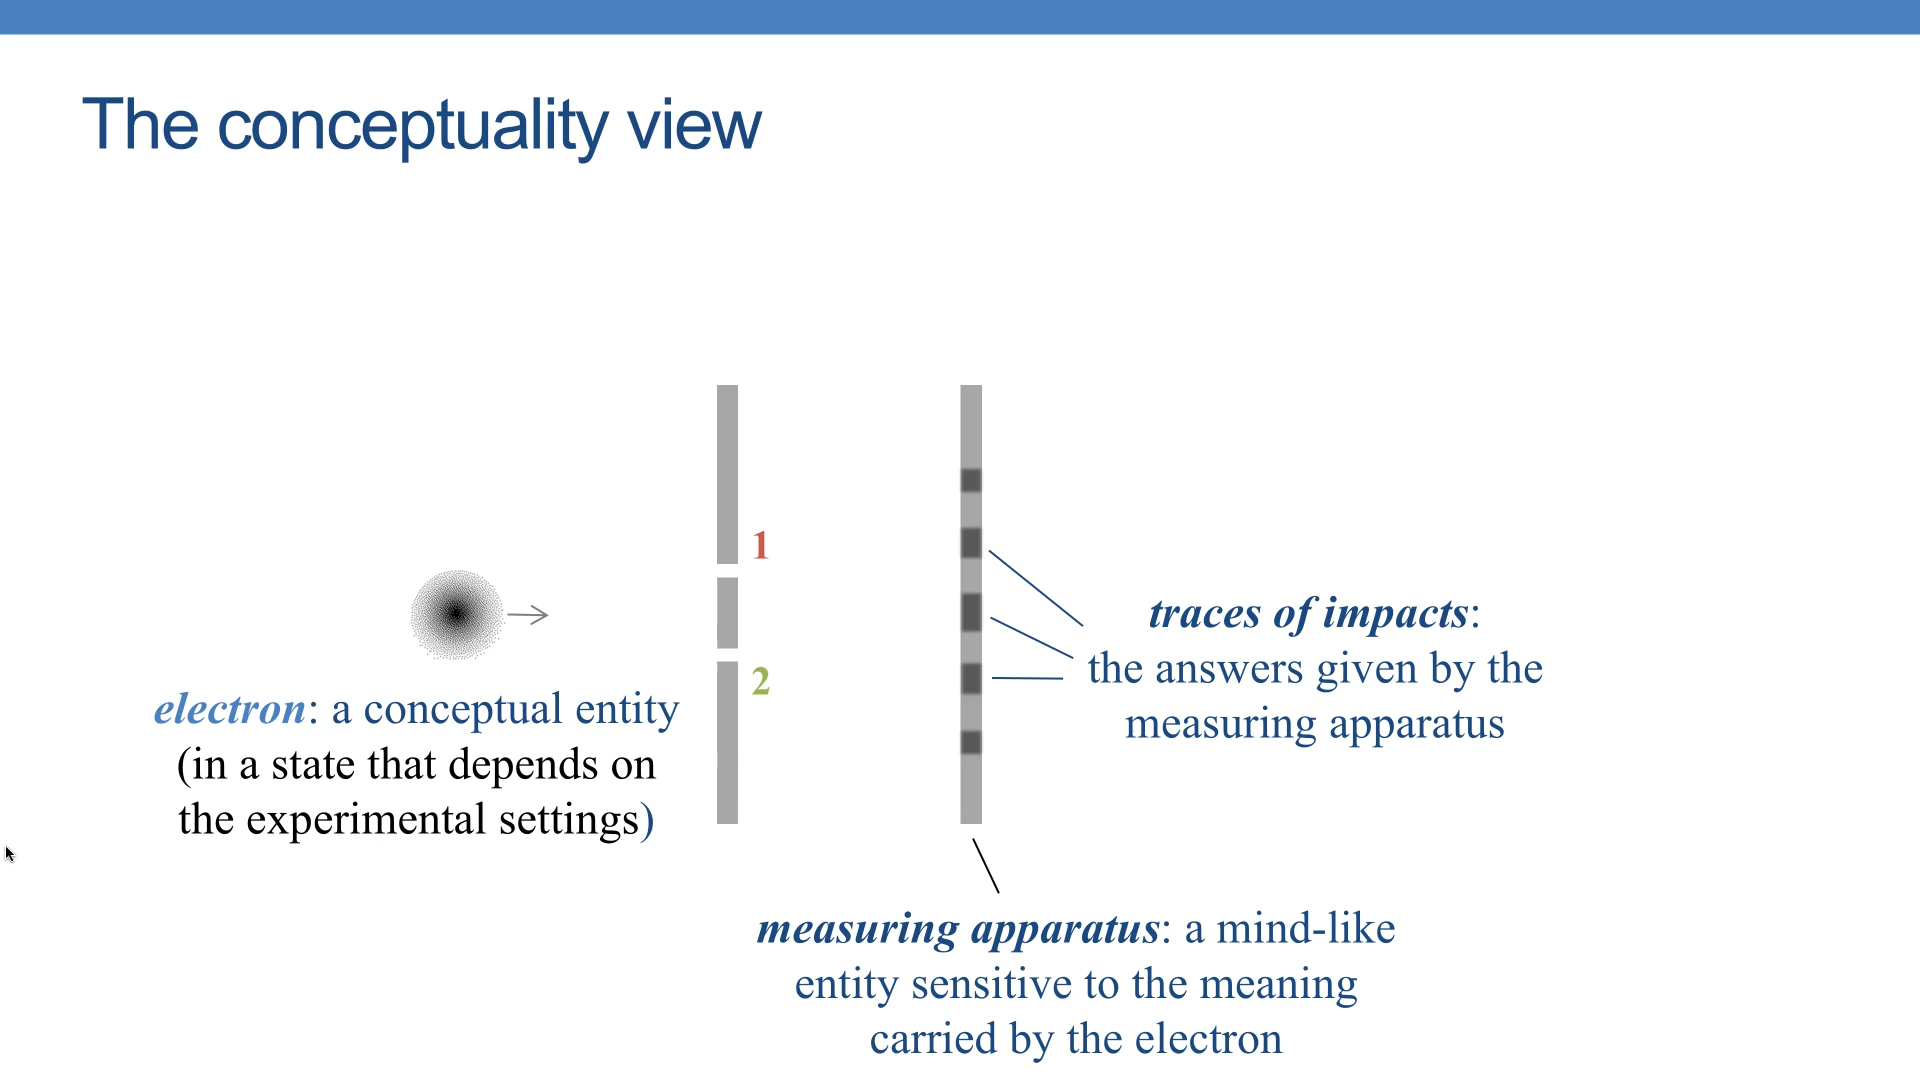 The conceptuality view
1
2
electron: a conceptual entity
(in a state that depends on
the experimental settings)
traces of impacts:
the answers given by the
measuring apparatus
measuring apparatus: a mind-like
entity sensitive to the meaning
carried by the electron